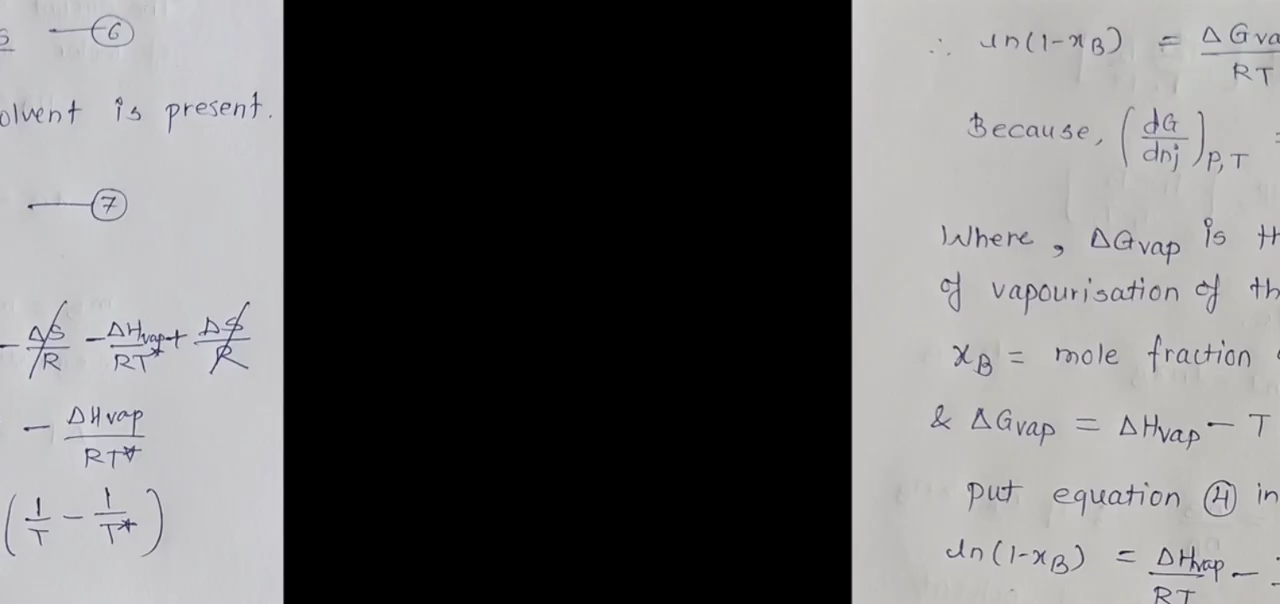 s —⑥
olvent is present.
—⑦
- ΔS/R - ΔHvap/RT* + ΔS/R
- ΔHvap/RT*
(1/T - 1/T*)
∴ ln(1-xB) = ΔGva/RT
Because, (dG/dnj)P,T =
Where, ΔGvap is th
of vapourisation of th
xB = mole fraction
& ΔGvap = ΔHvap - T
put equation ④ in
ln(1-xB) = ΔHvap/RT -